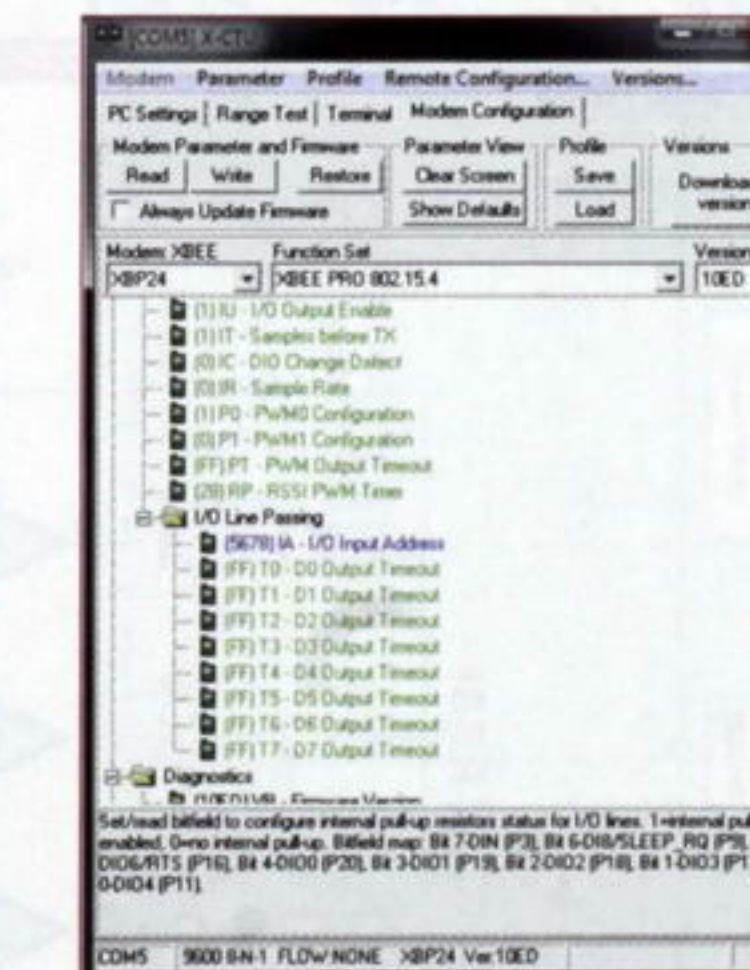 [COM5] X-CTU
Modem Parameter Profile Remote Configuration... Versions...
PC Settings Range Test Terminal Modem Configuration
Modem Parameter and Firmware Parameter View Profile Versions
Read Write Restore Clear Screen Save Download
Always Update Firmware Show Defaults Load version
Modem: XBEE Function Set Version
XBP24 XBEE PRO 802.15.4 10ED
(1) IU - I/O Output Enable
(1) IT - Samples before TX
(0) IC - DIO Change Detect
(0) IR - Sample Rate
(1) P0 - PWM0 Configuration
(0) P1 - PWM1 Configuration
(FF) PT - PWM Output Timeout
(28) RP - RSSI PWM Timer
I/O Line Passing
(5678) IA - I/O Input Address
(FF) T0 - D0 Output Timeout
(FF) T1 - D1 Output Timeout
(FF) T2 - D2 Output Timeout
(FF) T3 - D3 Output Timeout
(FF) T4 - D4 Output Timeout
(FF) T5 - D5 Output Timeout
(FF) T6 - D6 Output Timeout
(FF) T7 - D7 Output Timeout
Diagnostics
(10ED) VR - Firmware Version
Set/read bitfield to configure internal pull-up resistors status for I/O lines. 1=internal pul
enabled, 0=no internal pull-up. Bitfield map: Bit 7-DIN (P3), Bit 6-DI8/SLEEP_RQ (P9),
DIO6/RTS (P16), Bit 4-DIO0 (P20), Bit 3-DIO1 (P19), Bit 2-DIO2 (P18), Bit 1-DIO3 (P1
0-DIO4 (P11).
COM5 9600 8-N-1 FLOW:NONE XBP24 Ver:10ED